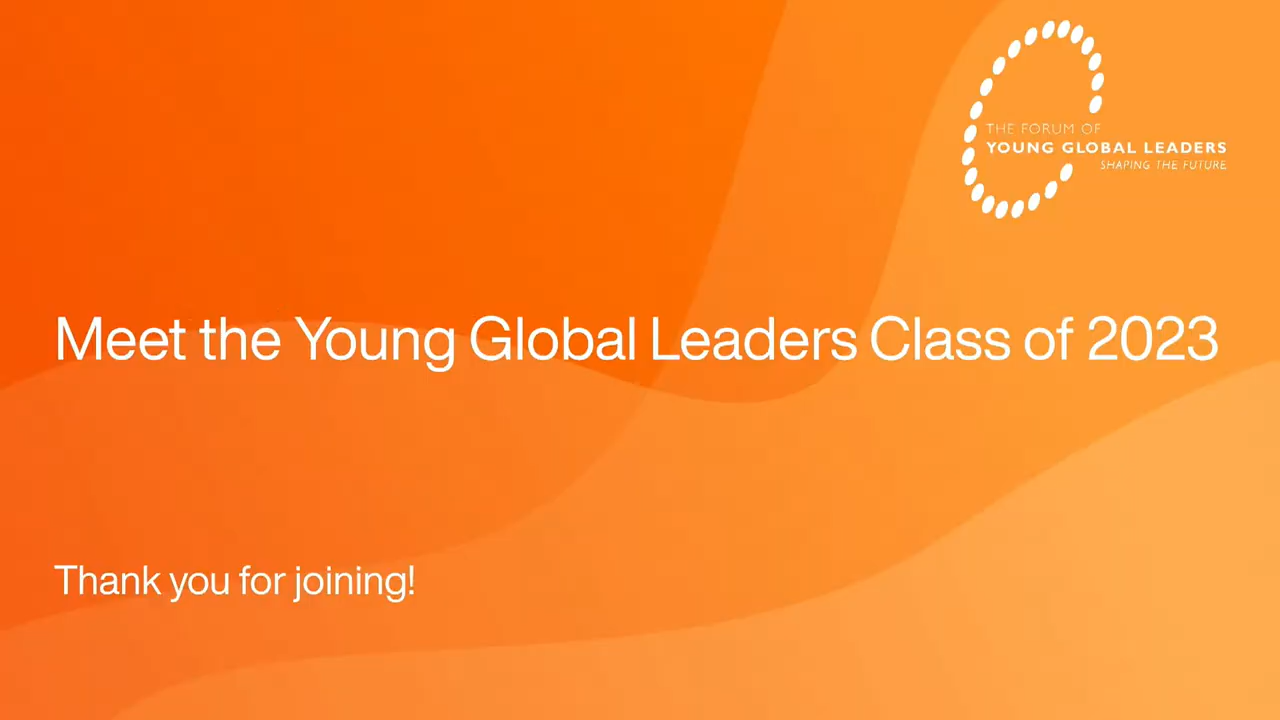 THE FORUM OF
YOUNG GLOBAL LEADERS
SHAPING THE FUTURE
Meet the Young Global Leaders Class of 2023
Thank you for joining!